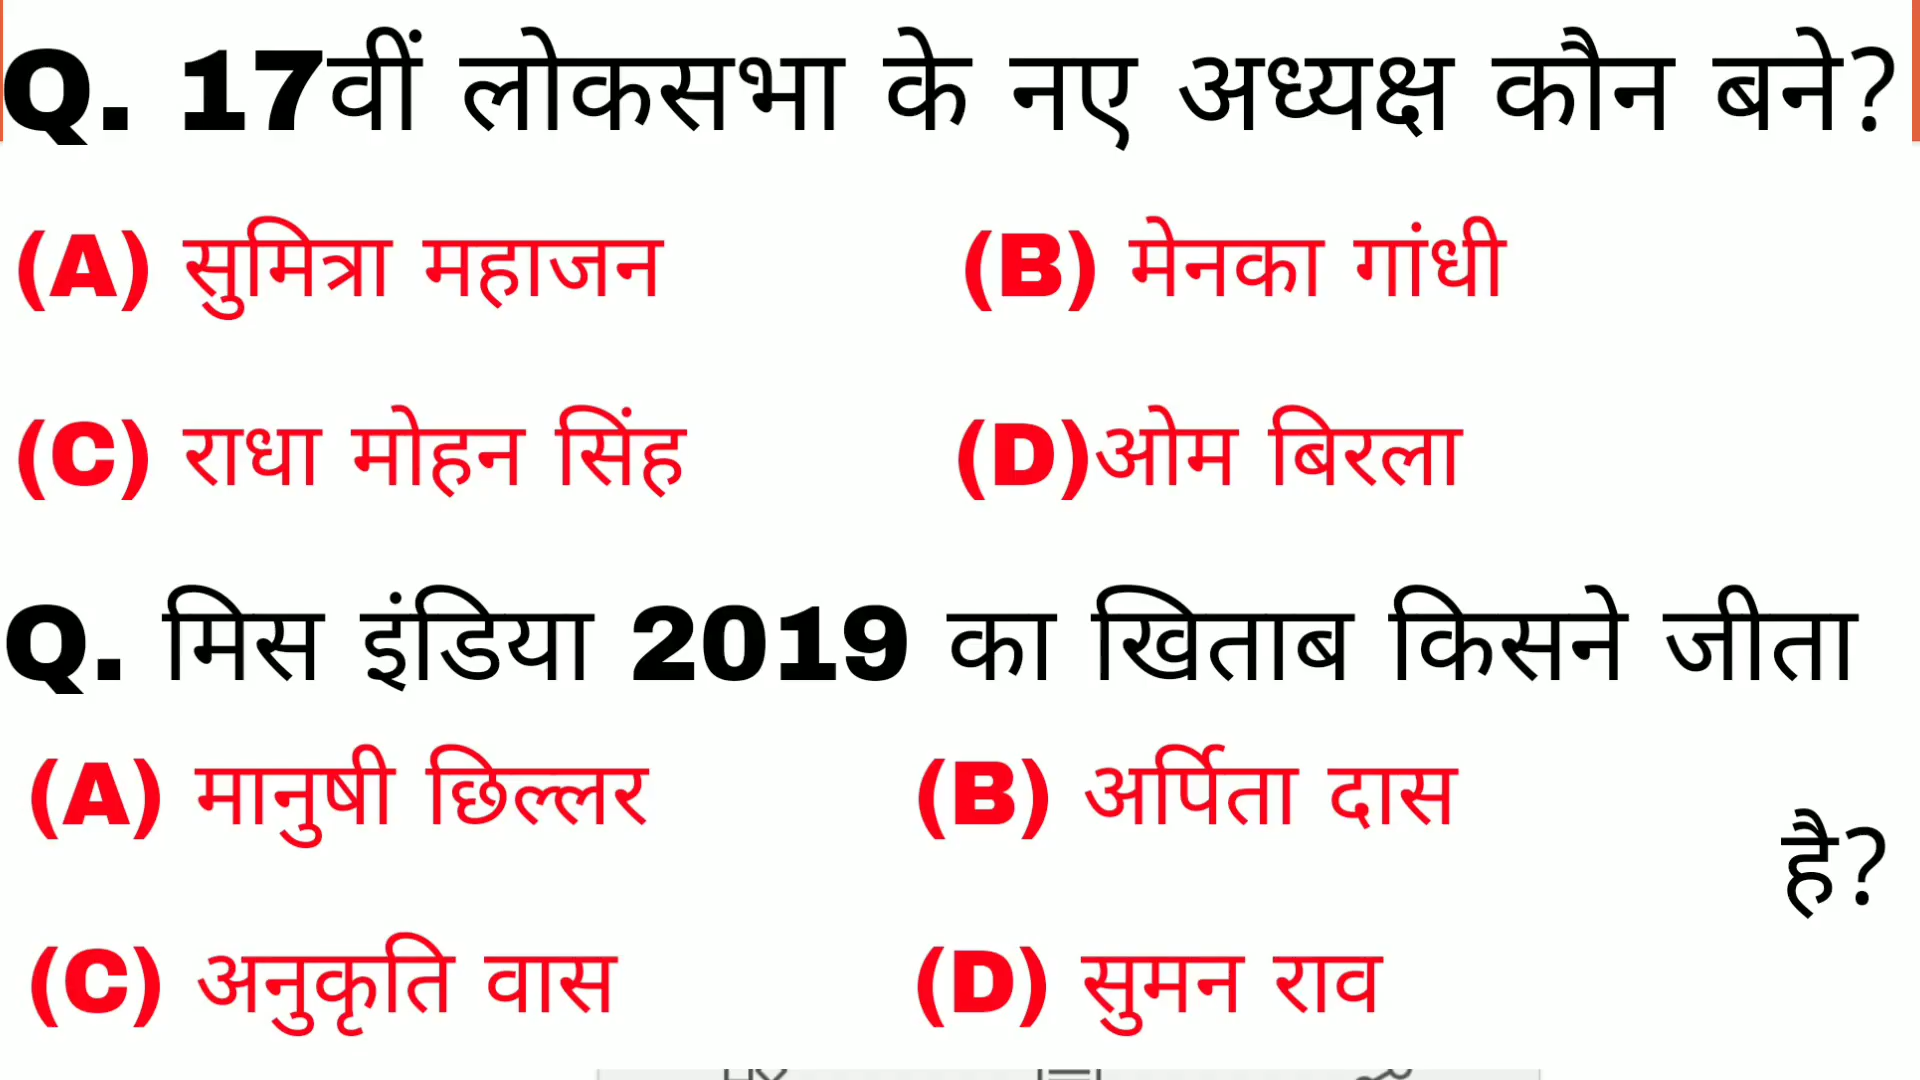 Q. 17वीं लोकसभा के नए अध्यक्ष कौन बने?
(A) सुमित्रा महाजन (B) मेनका गांधी
(C) राधा मोहन सिंह (D)ओम बिरला
Q. मिस इंडिया 2019 का खिताब किसने जीता
(A) मानुषी छिल्लर (B) अर्पिता दास
है?
(C) अनुकृति वास (D) सुमन राव